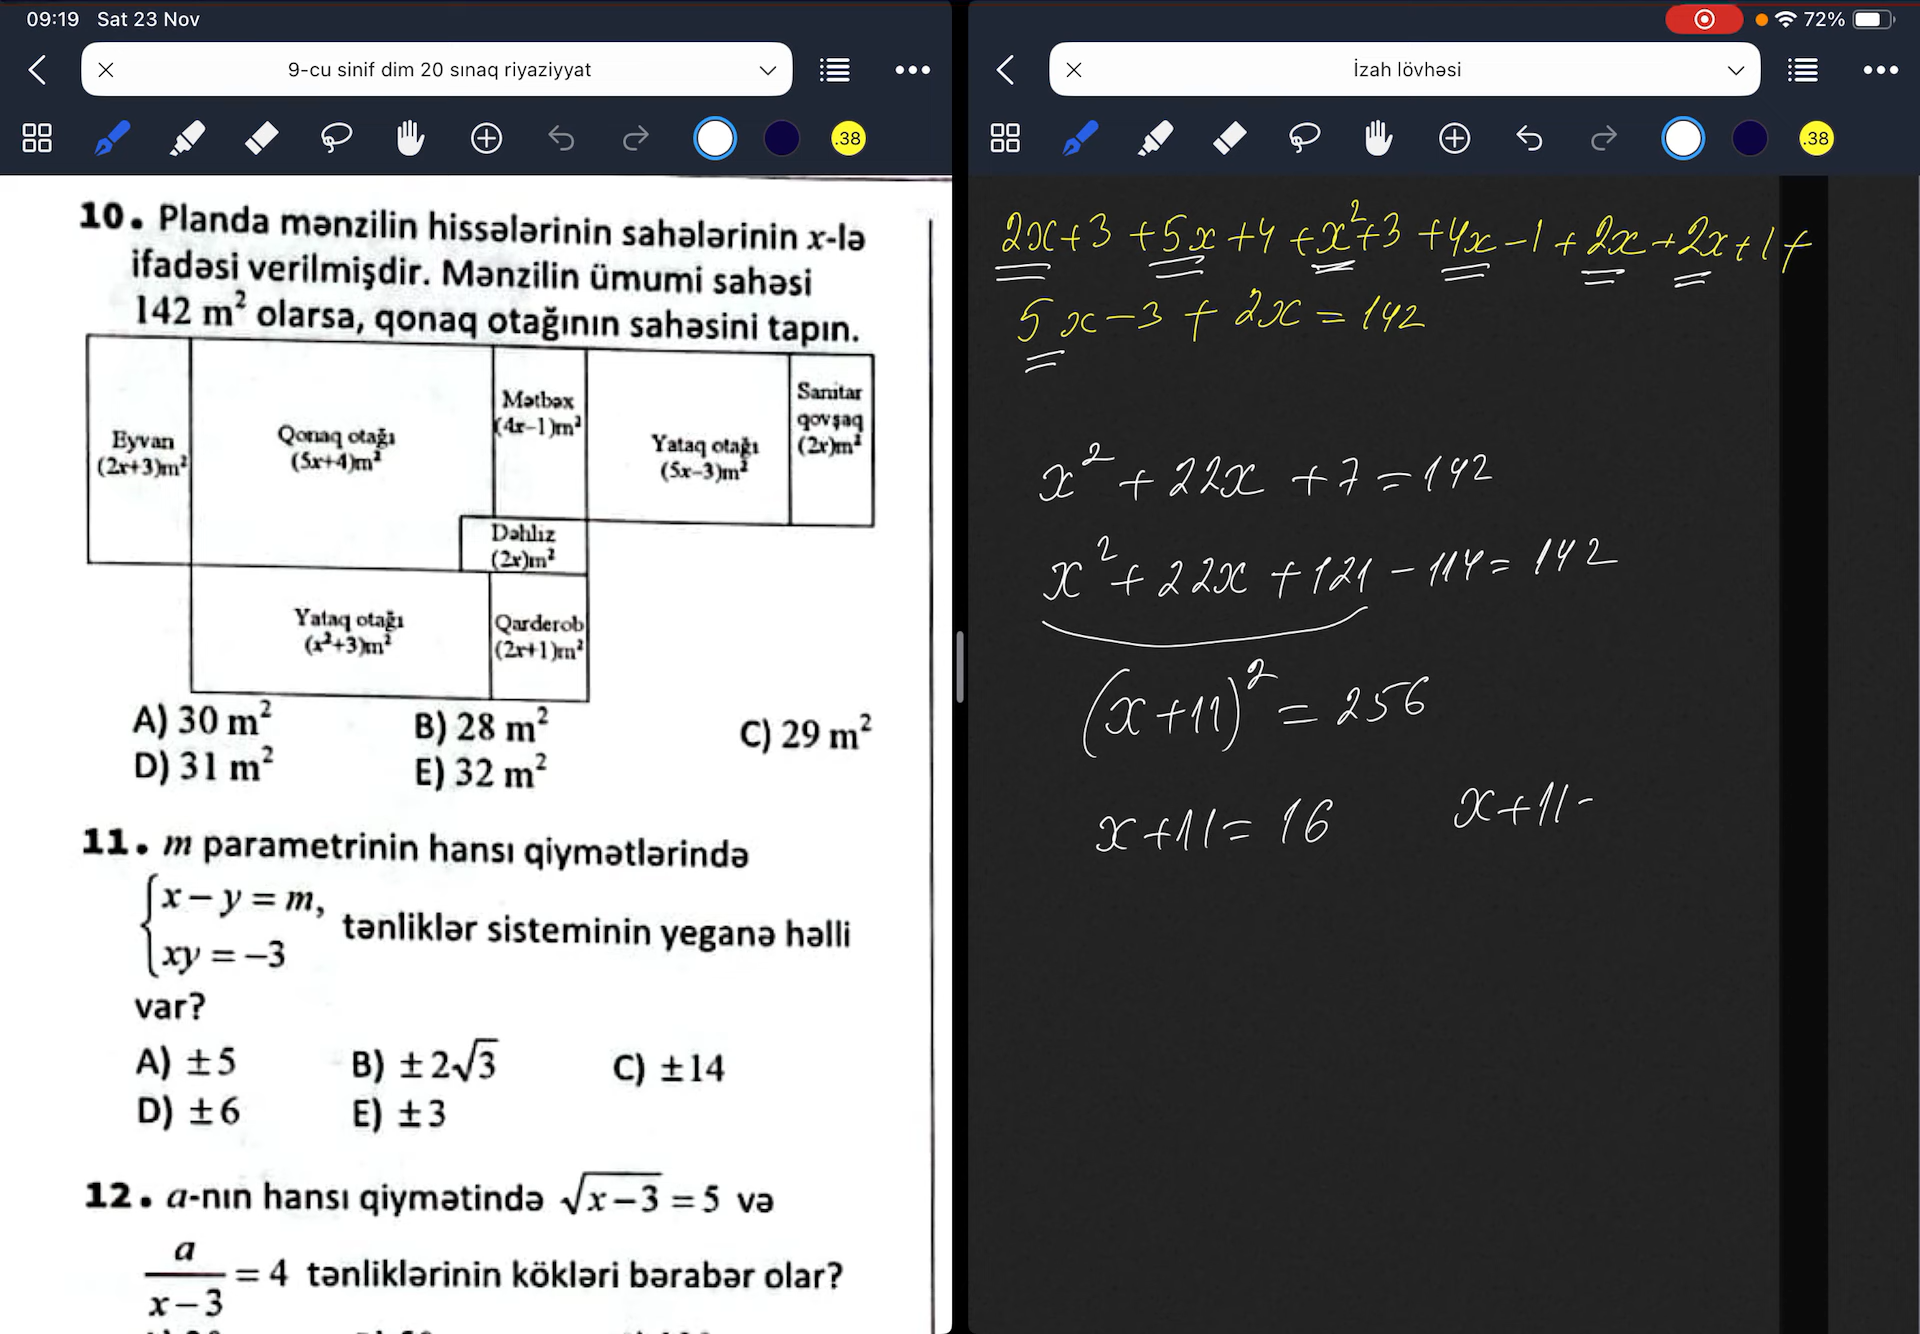 09:19 Sat 23 Nov
72%
9-cu sinif dim 20 sınaq riyaziyyat
.38
10. Planda mənzilin hissələrinin sahələrinin x-lə
ifadəsi verilmişdir. Mənzilin ümumi sahəsi
142 m² olarsa, qonaq otağının sahəsini tapın.
Eyvan
(2x+3)m²
Qonaq otağı
(5x+4)m²
Mətbəx
(4x−1)m²
Yataq otağı
(5x−3)m²
Sanitar
qovşaq
(2x)m²
Dəhliz
(2x)m²
Yataq otağı
(x²+3)m²
Qarderob
(2x+1)m²
A) 30 m² B) 28 m² C) 29 m²
D) 31 m² E) 32 m²
11. m parametrinin hansı qiymətlərində
{x − y = m,
xy = −3
tənliklər sisteminin yeganə həlli
var?
A) ±5 B) ±2√3 C) ±14
D) ±6 E) ±3
12. a-nın hansı qiymətində √(x−3) = 5 və
a/(x−3) = 4 tənliklərinin kökləri bərabər olar?
İzah lövhəsi
.38
2x+3 +5x+4 +x²+3 +4x−1+2x+2x+1+
5x−3 + 2x = 142
x² + 22x + 7 = 142
x² + 22x + 121 − 114 = 142
(x+11)² = 256
x+11 = 16 x+11-